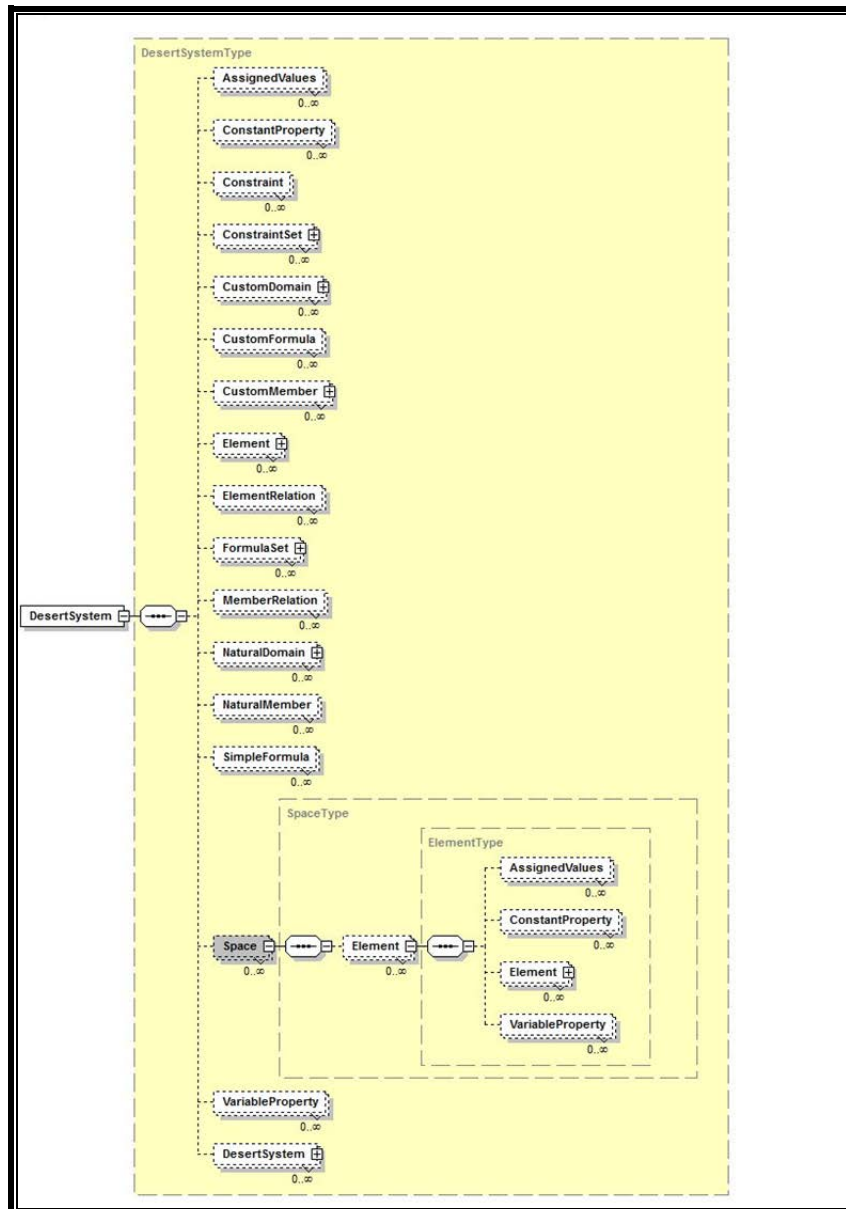 DesertSystemType
AssignedValues
0..∞
ConstantProperty
0..∞
Constraint
0..∞
ConstraintSet
0..∞
CustomDomain
0..∞
CustomFormula
0..∞
CustomMember
0..∞
Element
0..∞
ElementRelation
0..∞
FormulaSet
0..∞
DesertSystem
MemberRelation
0..∞
NaturalDomain
0..∞
NaturalMember
0..∞
SimpleFormula
0..∞
SpaceType
ElementType
AssignedValues
0..∞
ConstantProperty
0..∞
Space
0..∞
Element
0..∞
Element
0..∞
VariableProperty
0..∞
VariableProperty
0..∞
DesertSystem
0..∞